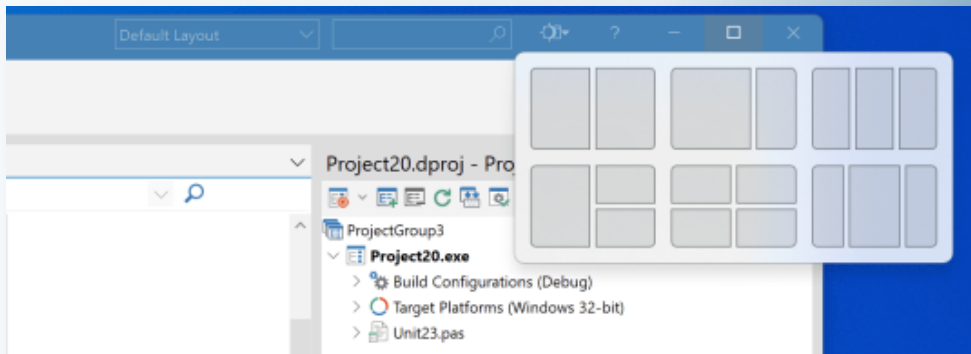 Default Layout
?
Project20.dproj - Pro
ProjectGroup3
Project20.exe
Build Configurations (Debug)
Target Platforms (Windows 32-bit)
Unit23.pas